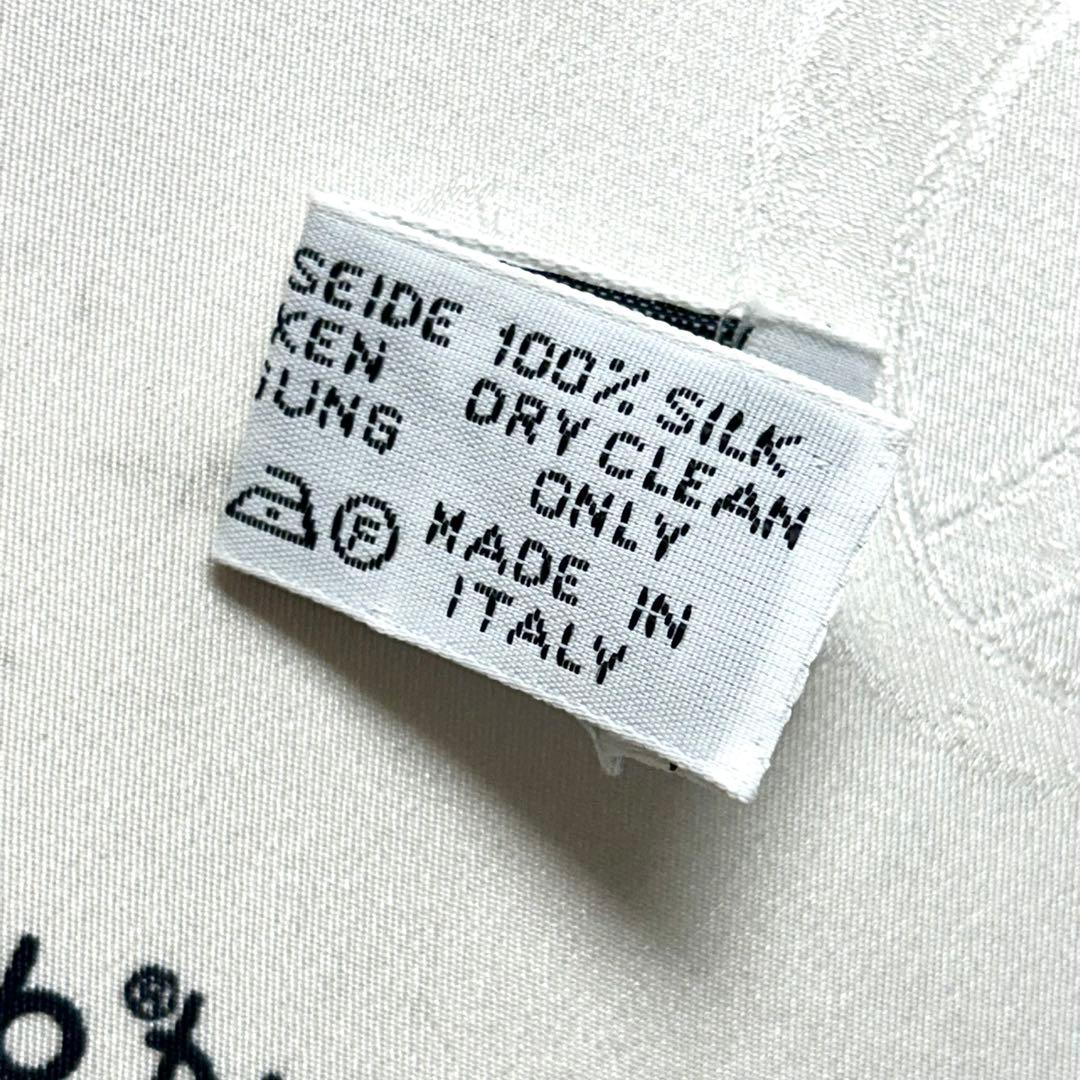 SEIDE
KEN
UNG
F
100% SILK
DRY CLEAN
ONLY
MADE IN
ITALY
b®